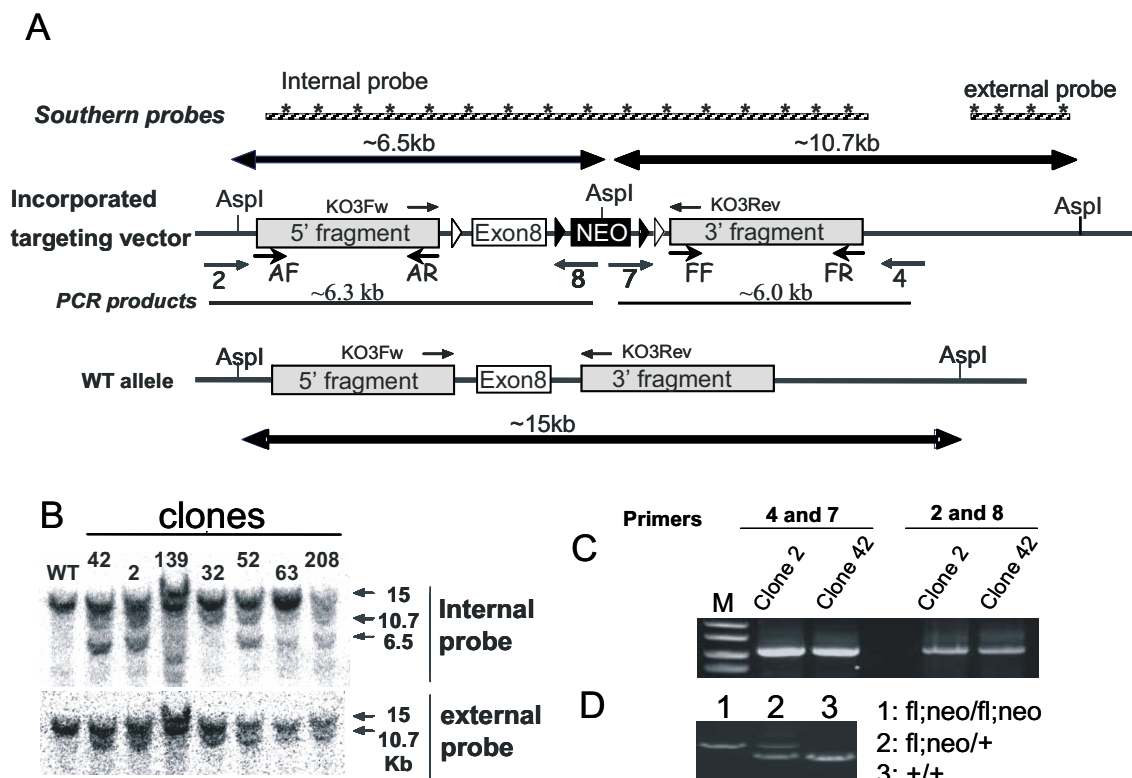 A
Internal probe
external probe
Southern probes
* * * * * * * * * * * * * * *
* * * *
~6.5kb
~10.7kb
Incorporated
targeting vector
AspI
KO3Fw
AspI
KO3Rev
AspI
5' fragment
Exon8
NEO
3' fragment
2
AF
AR
8
7
FF
FR
4
PCR products
~6.3 kb
~6.0 kb
WT allele
AspI
KO3Fw
KO3Rev
AspI
5' fragment
Exon8
3' fragment
~15kb
B
clones
WT
42
2
139
32
52
63
208
15
10.7
6.5
Internal
probe
15
10.7
Kb
external
probe
C
Primers
4 and 7
2 and 8
M
Clone 2
Clone 42
Clone 2
Clone 42
D
1 2 3
1: fl;neo/fl;neo
2: fl;neo/+
3: +/+